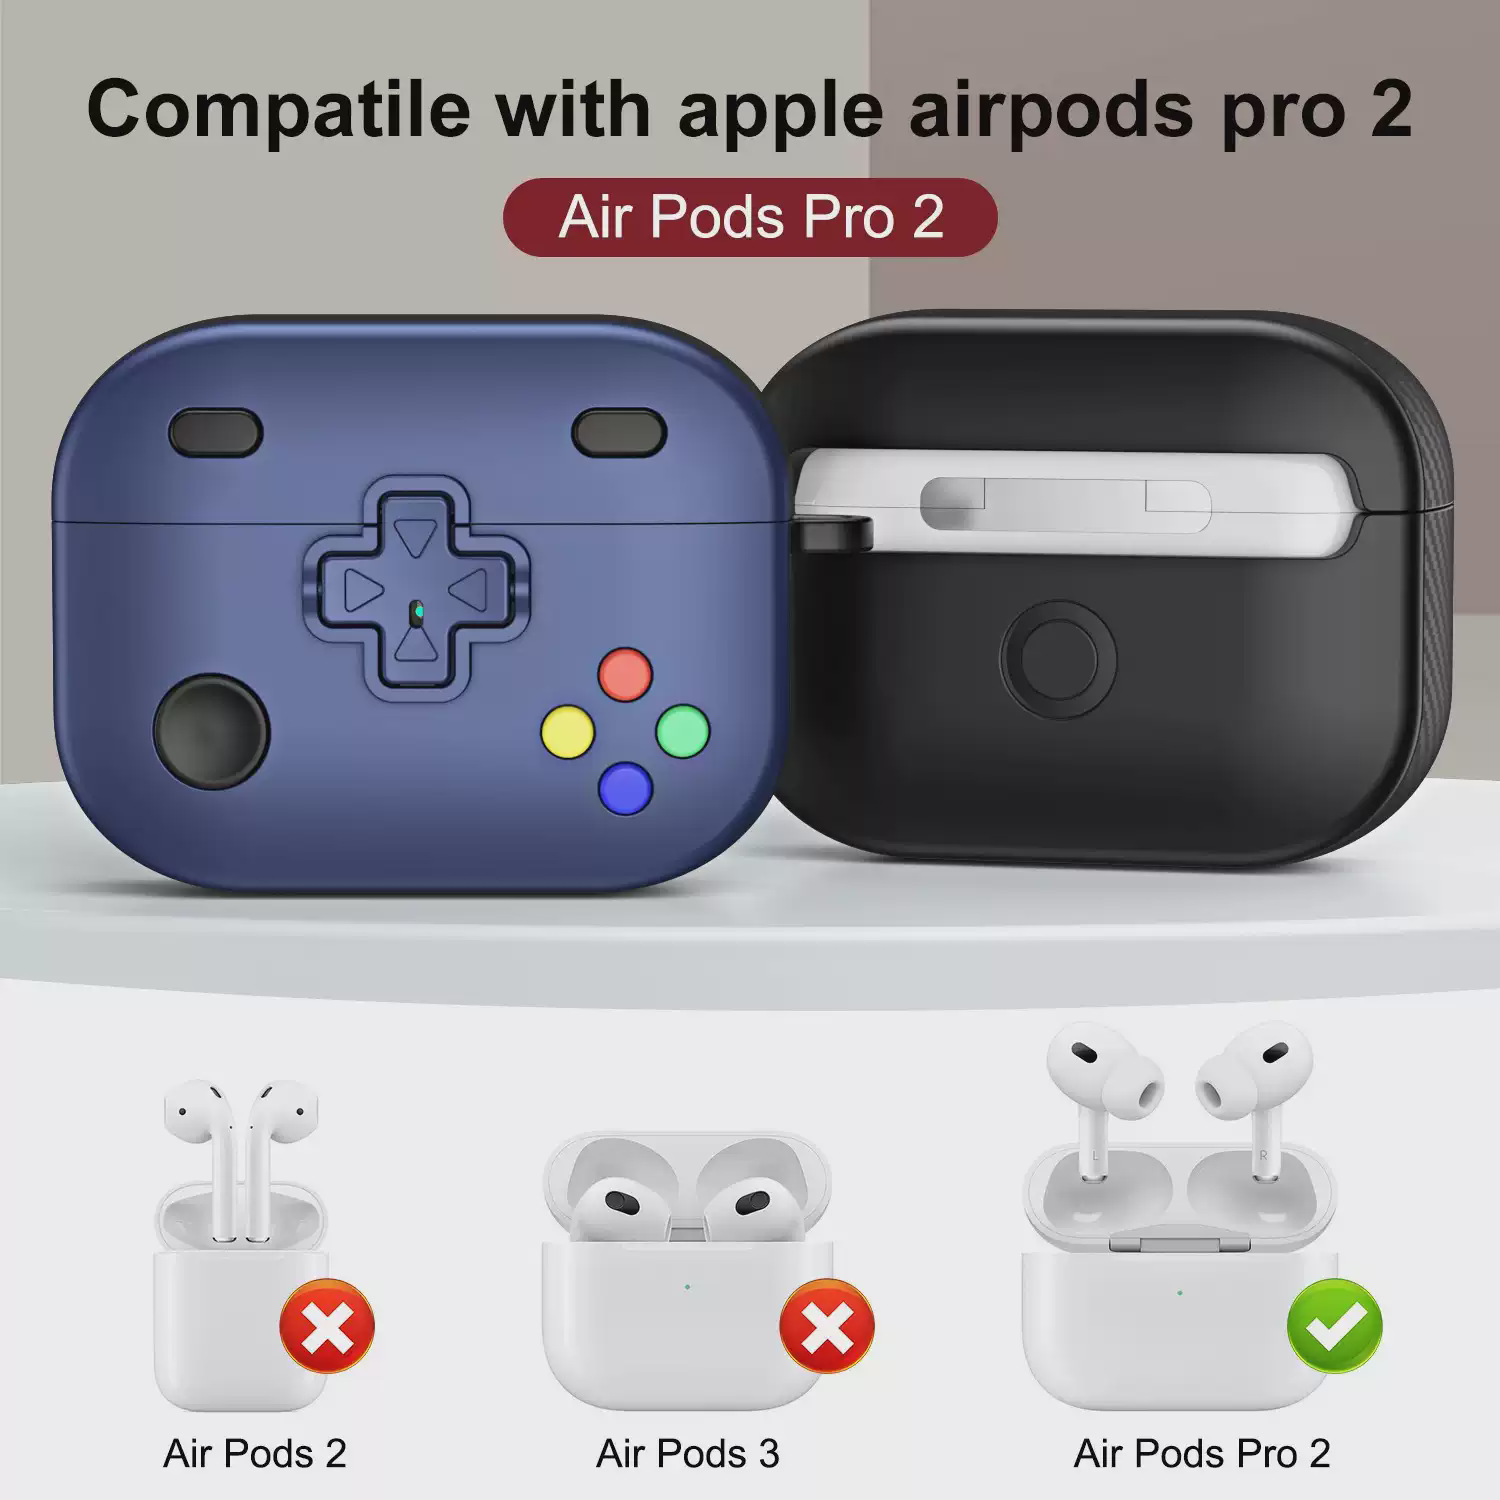 Compatile with apple airpods pro 2
Air Pods Pro 2
L
R
Air Pods 2
Air Pods 3
Air Pods Pro 2